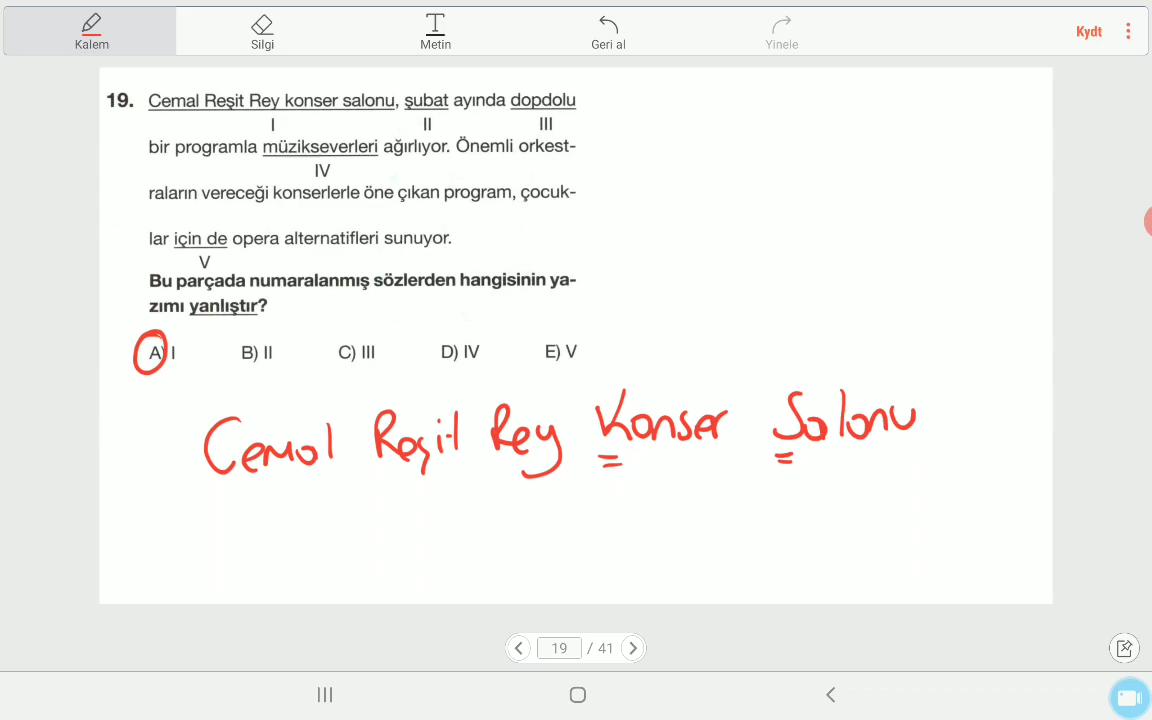 Kalem
Silgi
Metin
Geri al
Yinele
Kydt
19. Cemal Reşit Rey konser salonu, şubat ayında dopdolu
I II III
bir programla müzikseverleri ağırlıyor. Önemli orkest-
IV
raların vereceği konserlerle öne çıkan program, çocuk-
lar için de opera alternatifleri sunuyor.
V
Bu parçada numaralanmış sözlerden hangisinin ya-
zımı yanlıştır?
A) I B) II C) III D) IV E) V
Cemal Reşit Rey Konser Salonu
19 / 41